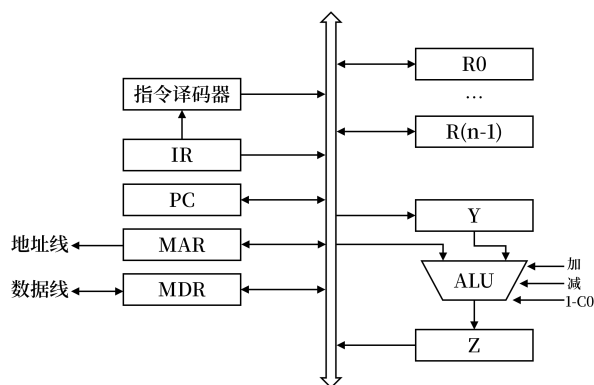 指令译码器
IR
PC
MAR
MDR
地址线
数据线
R0
...
R(n-1)
Y
ALU
加
减
1-C0
Z